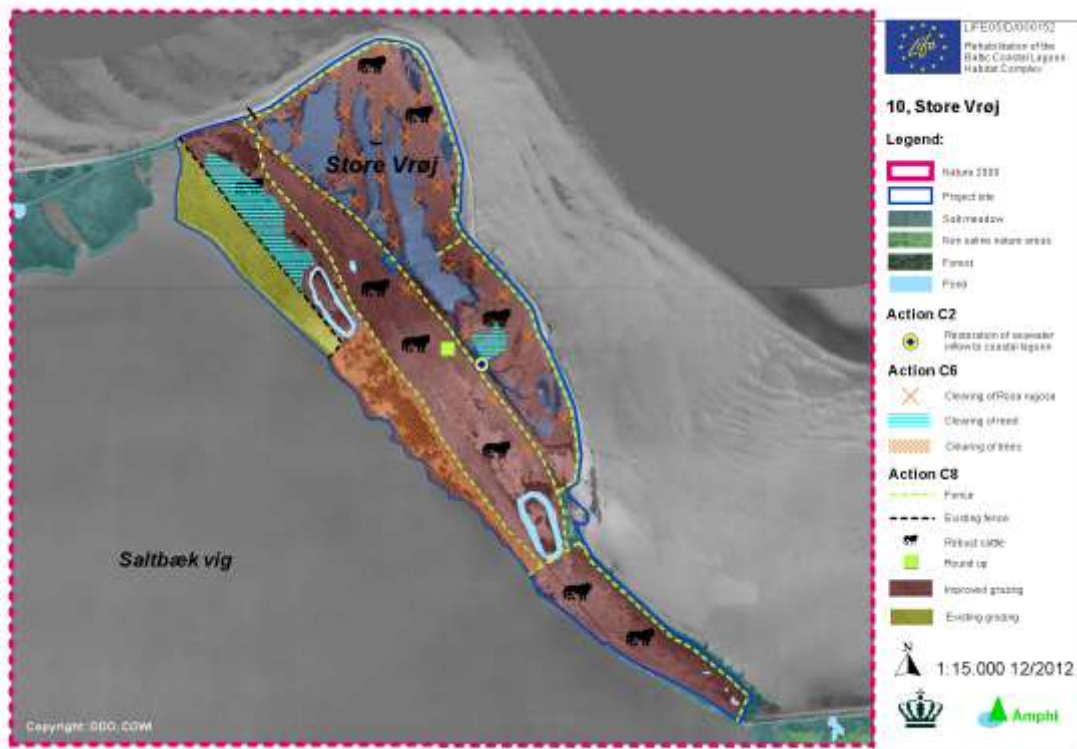 Store Vrøj
Saltbæk vig
Copyright: DDO, COWI
Life
LIFE05/D/000152
Rehabilitation of the
Baltic Coastal Lagoon
Habitat Complex
10, Store Vrøj
Legend:
Natura 2000
Project site
Salt meadow
Non saline nature areas
Forest
Pond
Action C2
Restoration of seawater
inflow to coastal lagoon
Action C6
Clearing of Rosa rugosa
Clearing of reed
Clearing of trees
Action C8
Fence
Existing fence
Robust cattle
Round up
Improved grazing
Existing grazing
N
1:15.000 12/2012
Amphi